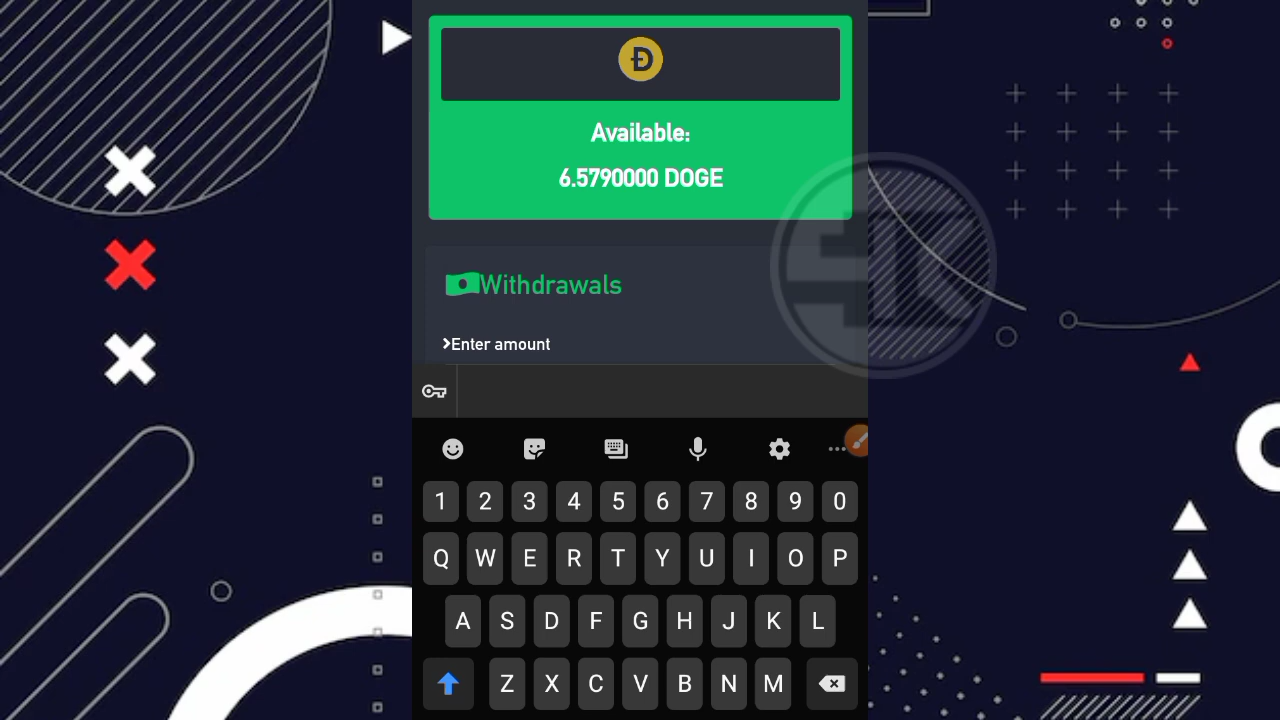 Available:
6.5790000 DOGE
Withdrawals
Enter amount
1 2 3 4 5 6 7 8 9 0
Q W E R T Y U I O P
A S D F G H J K L
Z X C V B N M